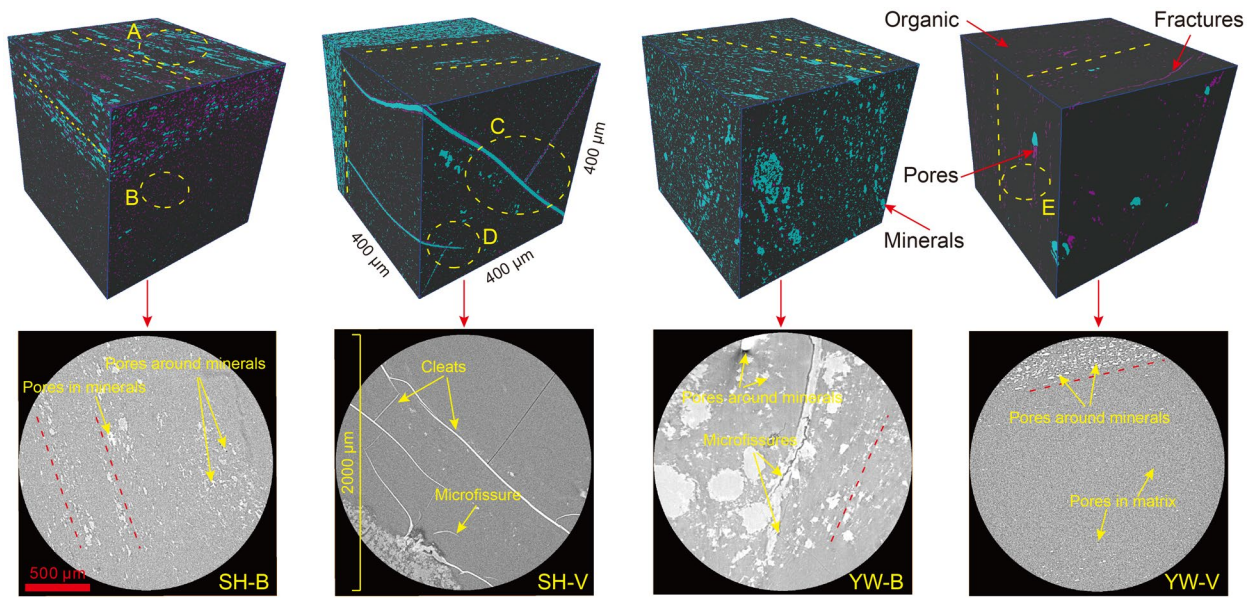 A
B
C
D
400 μm
400 μm
400 μm
Organic
Fractures
Pores
E
Minerals
Pores around minerals
Pores in minerals
500 μm
SH-B
2000 μm
Cleats
Microfissure
SH-V
Pores around minerals
Microfissures
YW-B
Pores around minerals
Pores in matrix
YW-V